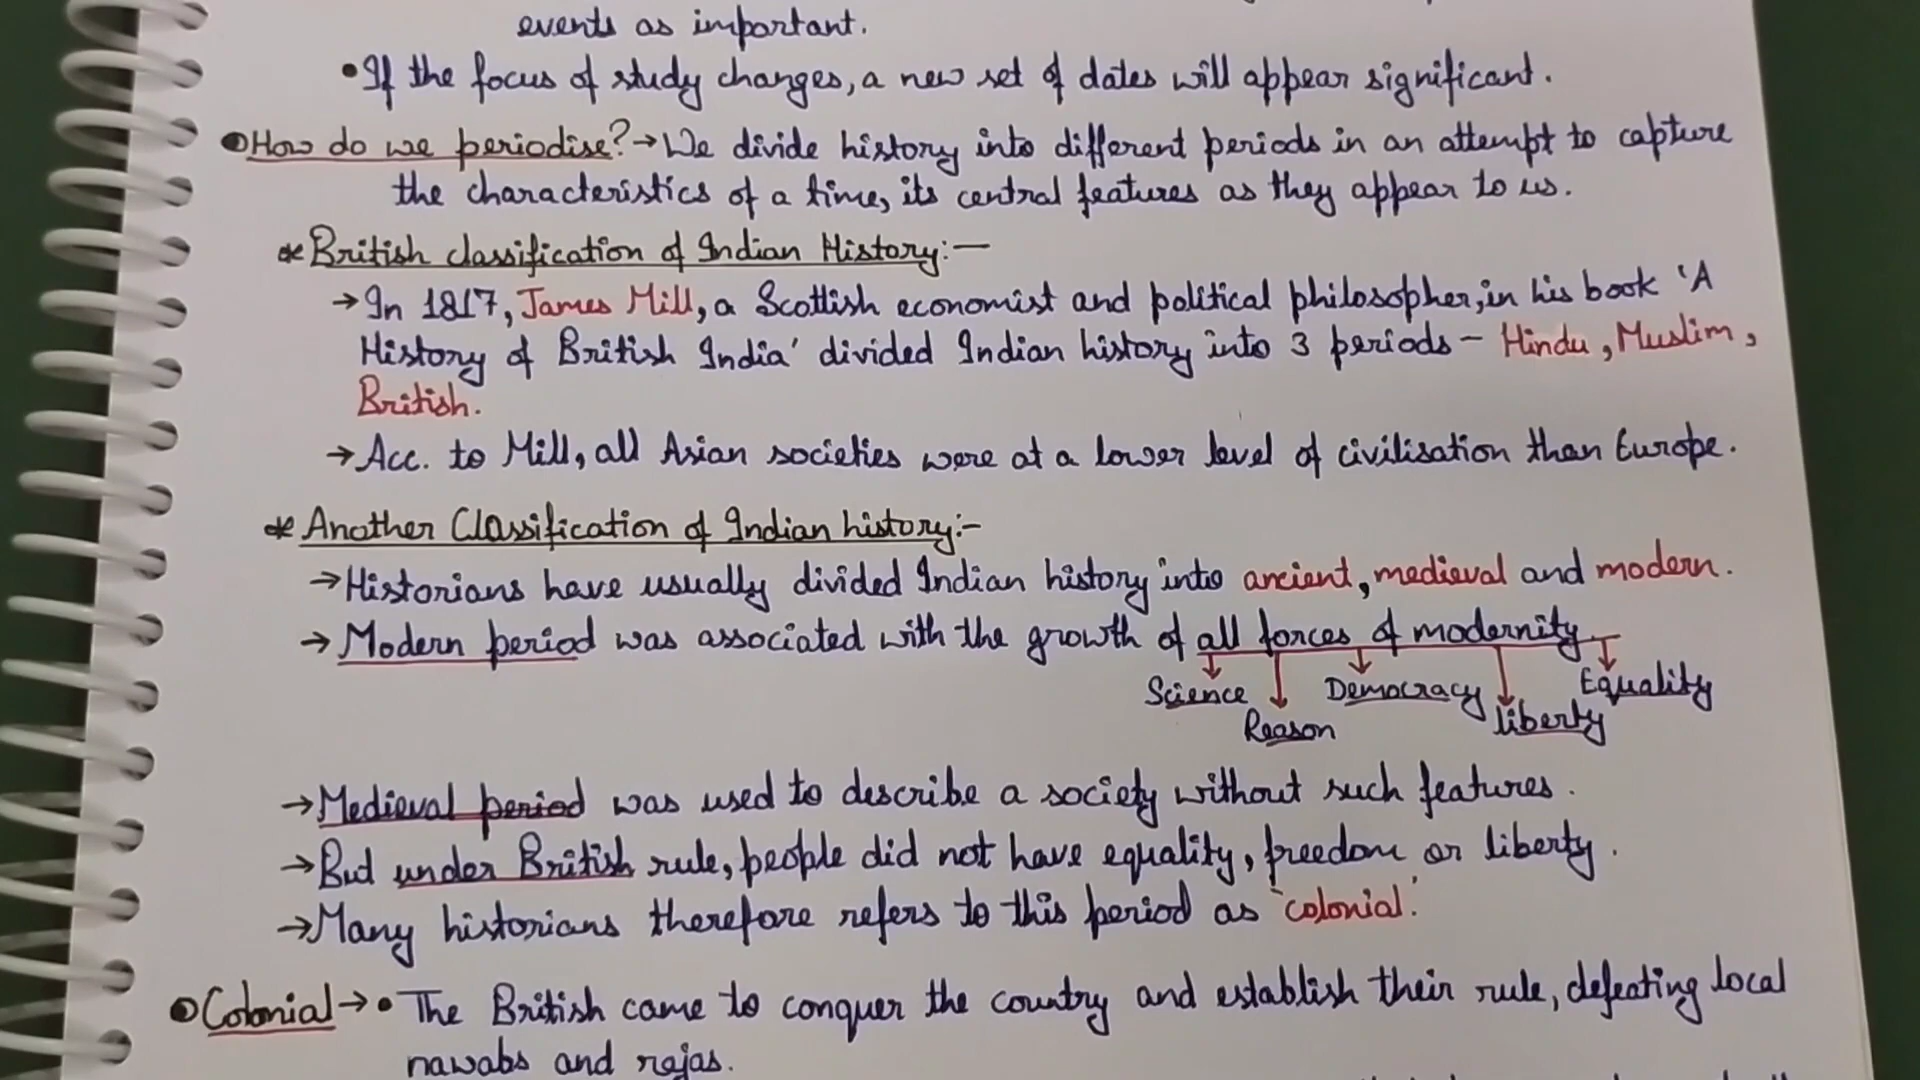 events as important.
•If the focus of study changes, a new set of dates will appear significant.
How do we periodise?→We divide history into different periods in an attempt to capture
the characteristics of a time, its central features as they appear to us.
* British classification of Indian History:—
→In 1817, James Mill, a Scottish economist and political philosopher, in his book 'A
History of British India' divided Indian history into 3 periods – Hindu, Muslim,
British.
→Acc. to Mill, all Asian societies were at a lower level of civilisation than Europe.
* Another Classification of Indian history:-
→Historians have usually divided Indian history into ancient, medieval and modern.
→ Modern period was associated with the growth of all forces of modernity
Science Democracy Equality
Reason liberty
→Medieval period was used to describe a society without such features.
→But under British rule, people did not have equality, freedom or liberty.
→Many historians therefore refers to this period as 'colonial.'
Colonial→• The British came to conquer the country and establish their rule, defeating local
nawabs and rajas.